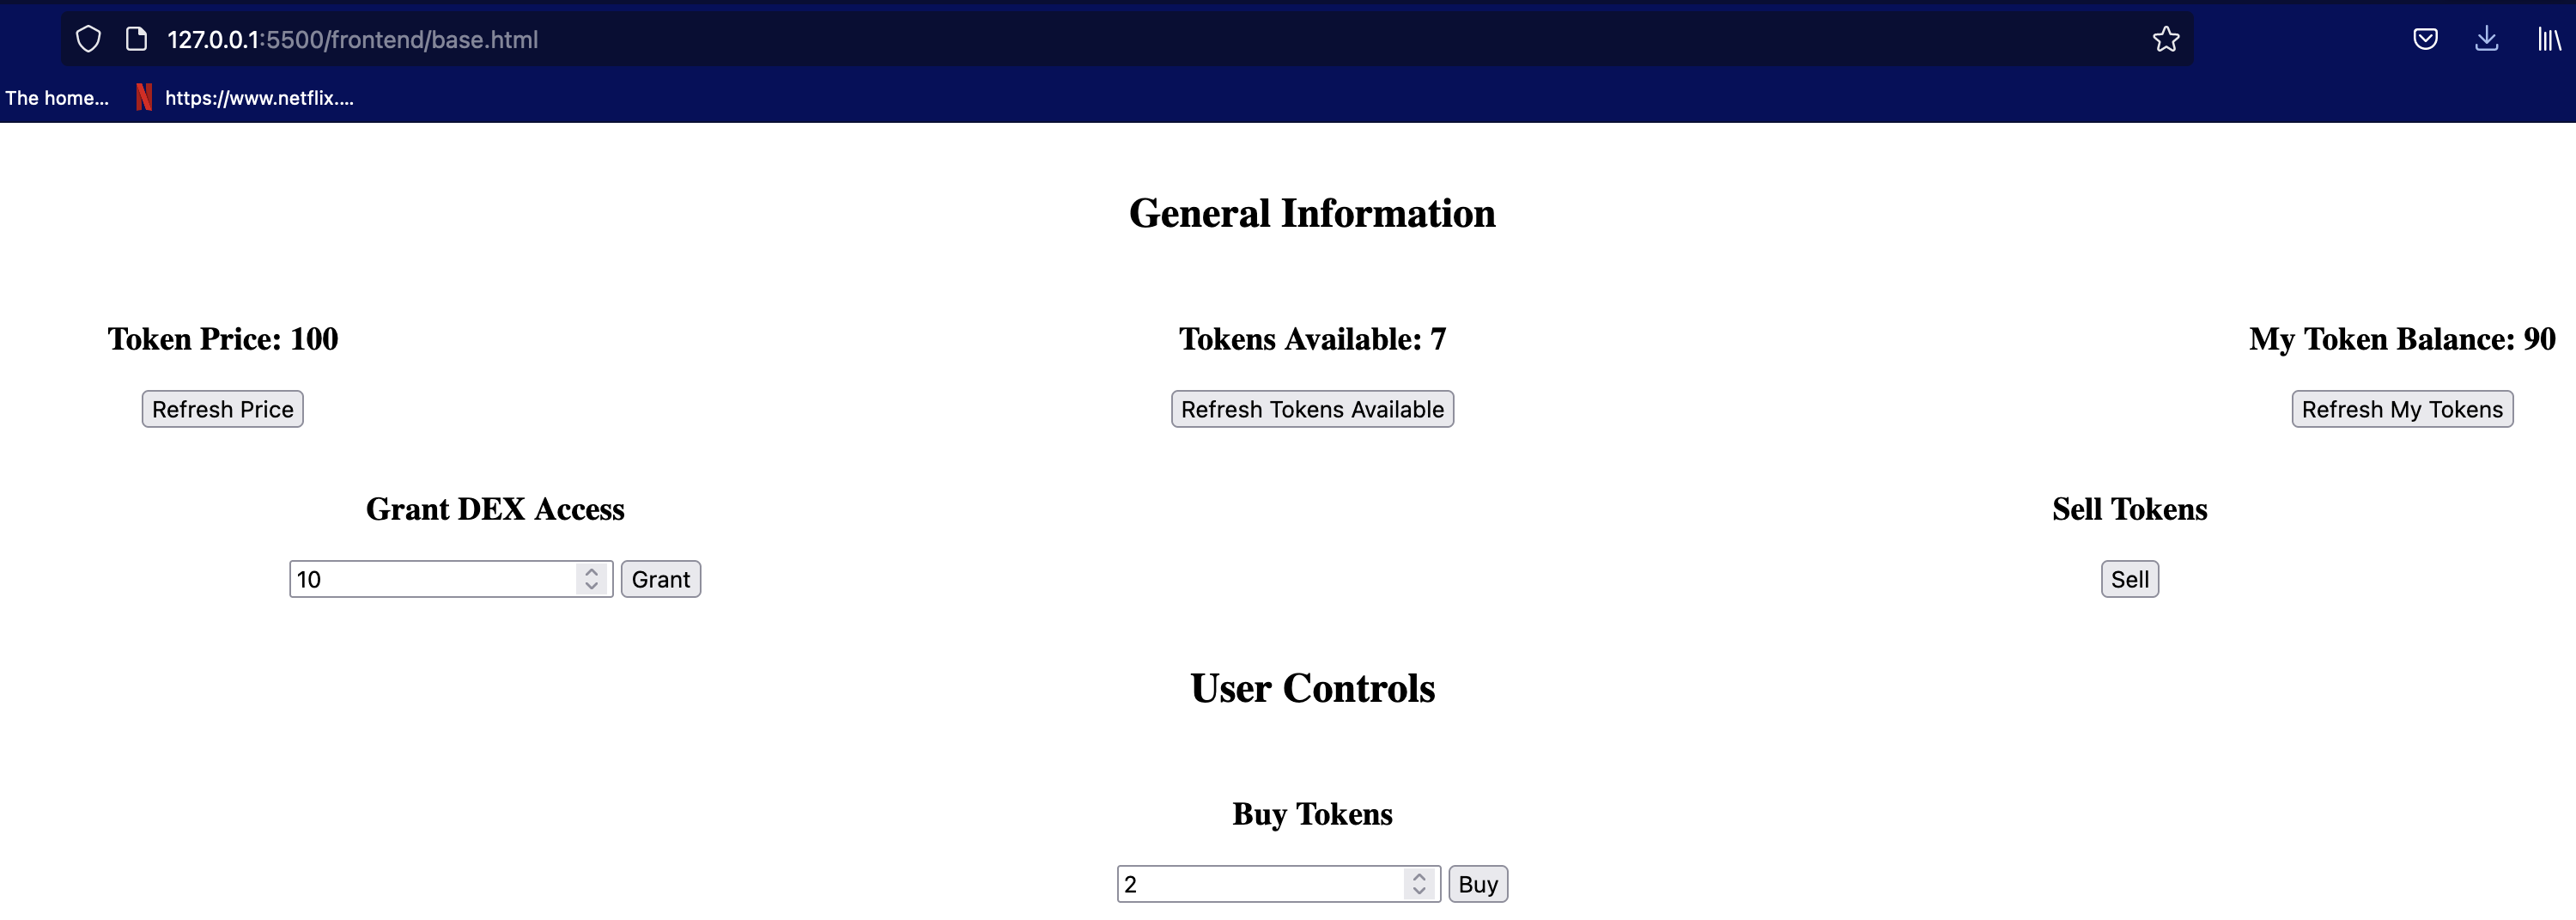 127.0.0.1:5500/frontend/base.html
The home... https://www.netflix....
General Information
Token Price: 100 Tokens Available: 7 My Token Balance: 90
Refresh Price Refresh Tokens Available Refresh My Tokens
Grant DEX Access Sell Tokens
10 Grant Sell
User Controls
Buy Tokens
2 Buy